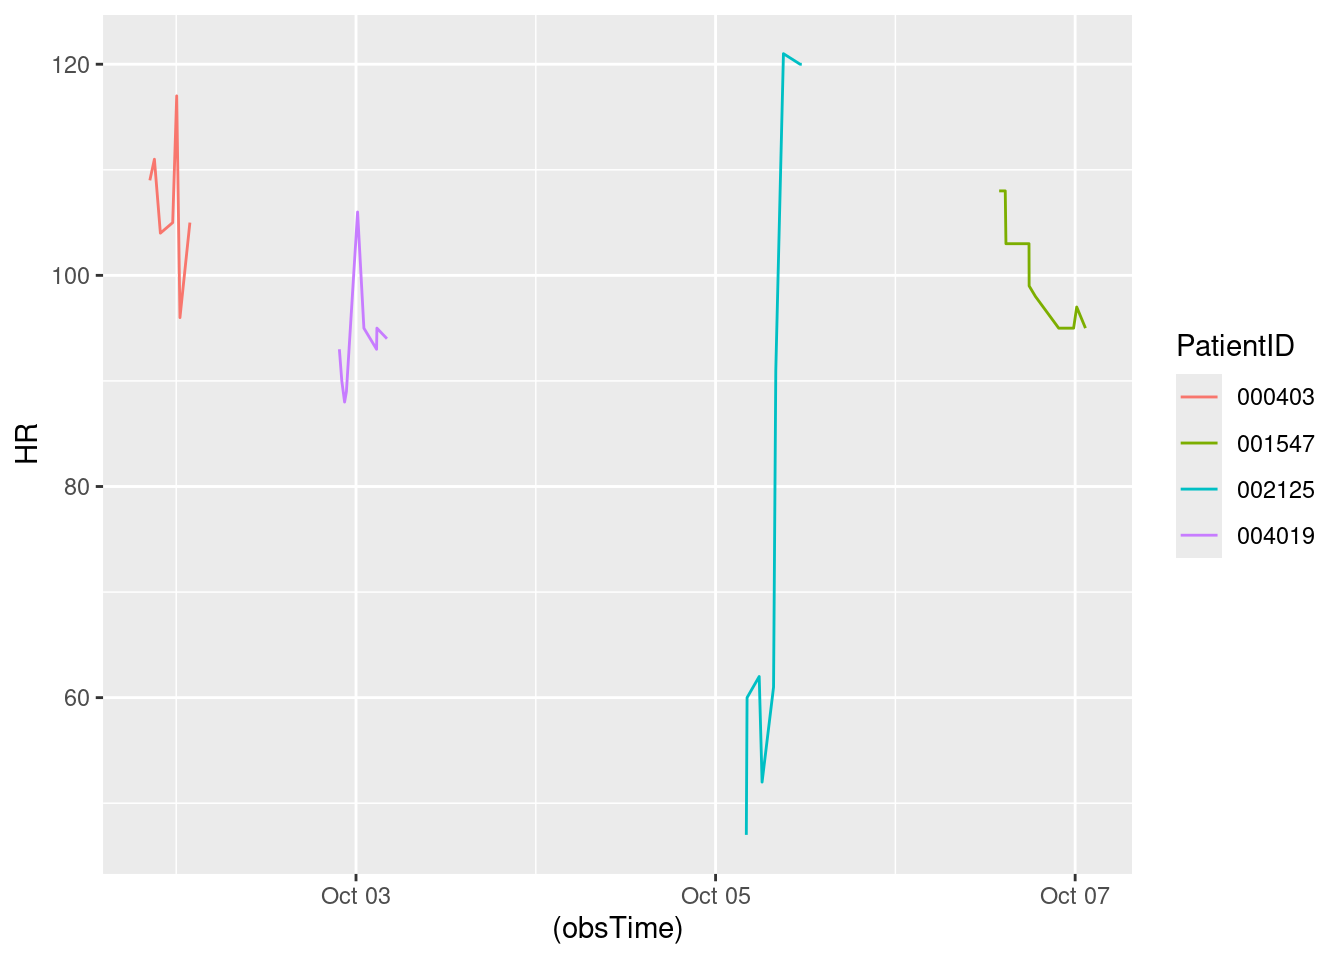 120
100
80
60
HR
Oct 03
Oct 05
Oct 07
(obsTime)
PatientID
000403
001547
002125
004019